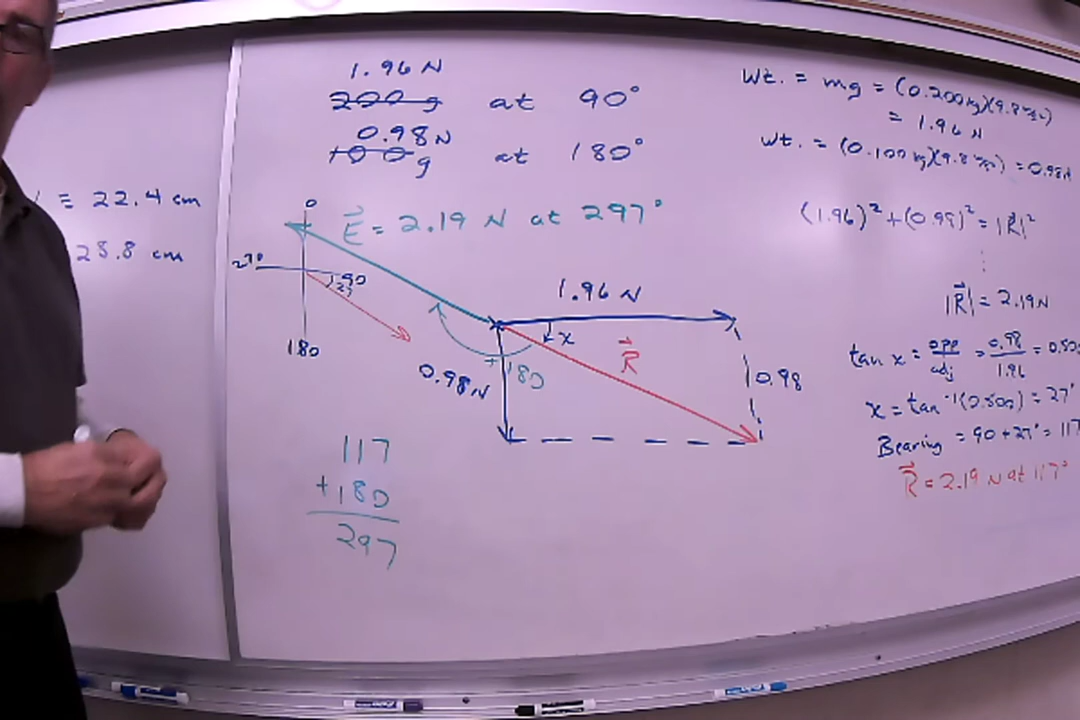 = 22.4 cm
28.8 cm
1.96 N
200 g at 90°
0.98 N
100 g at 180°
E = 2.19 N at 297°
0
270
90
27
180
1.96 N
x
R
0.98 N
+180
0.98
117
+180
297
Wt. = mg = (0.200 kg)(9.8 m/s²)
= 1.96 N
wt. = (0.100 kg)(9.8 m/s²) = 0.98N
(1.96)² + (0.98)² = |R|²
|R| = 2.19 N
tan x = opp/adj = 0.98/1.96 = 0.500
x = tan⁻¹(0.500) = 27°
Bearing = 90 + 27° = 117
R = 2.19 N at 117°